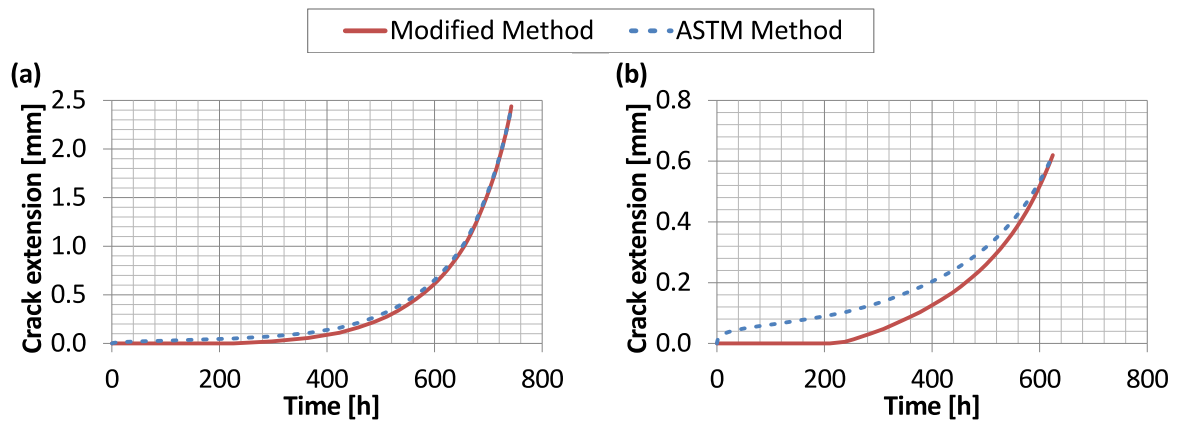 Modified Method ASTM Method
(a)
Crack extension [mm]
2.5
2.0
1.5
1.0
0.5
0.0
0 200 400 600 800
Time [h]
(b)
Crack extension [mm]
0.8
0.6
0.4
0.2
0.0
0 200 400 600 800
Time [h]